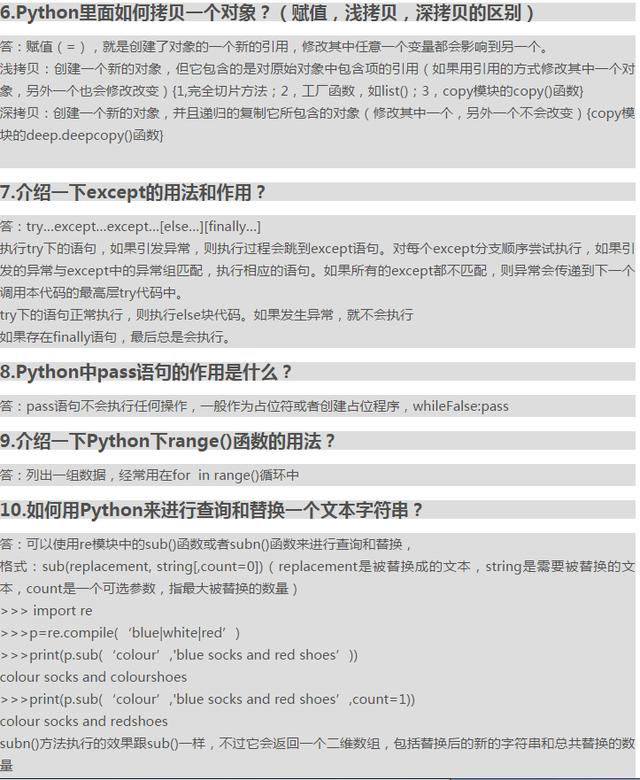 6.Python里面如何拷贝一个对象？（赋值，浅拷贝，深拷贝的区别）
答：赋值（=），就是创建了对象的一个新的引用，修改其中任意一个变量都会影响到另一个。
浅拷贝：创建一个新的对象，但它包含的是对原始对象中包含项的引用（如果用引用的方式修改其中一个对
象，另外一个也会修改改变）{1,完全切片方法；2，工厂函数，如list()；3，copy模块的copy()函数}
深拷贝：创建一个新的对象，并且递归的复制它所包含的对象（修改其中一个，另外一个不会改变）{copy模
块的deep.deepcopy()函数}
7.介绍一下except的用法和作用？
答：try…except…except…[else…][finally…]
执行try下的语句，如果引发异常，则执行过程会跳到except语句。对每个except分支顺序尝试执行，如果引
发的异常与except中的异常组匹配，执行相应的语句。如果所有的except都不匹配，则异常会传递到下一个
调用本代码的最高层try代码中。
try下的语句正常执行，则执行else块代码。如果发生异常，就不会执行
如果存在finally语句，最后总是会执行。
8.Python中pass语句的作用是什么？
答：pass语句不会执行任何操作，一般作为占位符或者创建占位程序，whileFalse:pass
9.介绍一下Python下range()函数的用法？
答：列出一组数据，经常用在for in range()循环中
10.如何用Python来进行查询和替换一个文本字符串？
答：可以使用re模块中的sub()函数或者subn()函数来进行查询和替换，
格式：sub(replacement, string[,count=0])（replacement是被替换成的文本，string是需要被替换的文
本，count是一个可选参数，指最大被替换的数量）
>>> import re
>>>p=re.compile(‘blue|white|red’)
>>>print(p.sub(‘colour’,'blue socks and red shoes’))
colour socks and colourshoes
>>>print(p.sub(‘colour’,'blue socks and red shoes’,count=1))
colour socks and redshoes
subn()方法执行的效果跟sub()一样，不过它会返回一个二维数组，包括替换后的新的字符串和总共替换的数
量